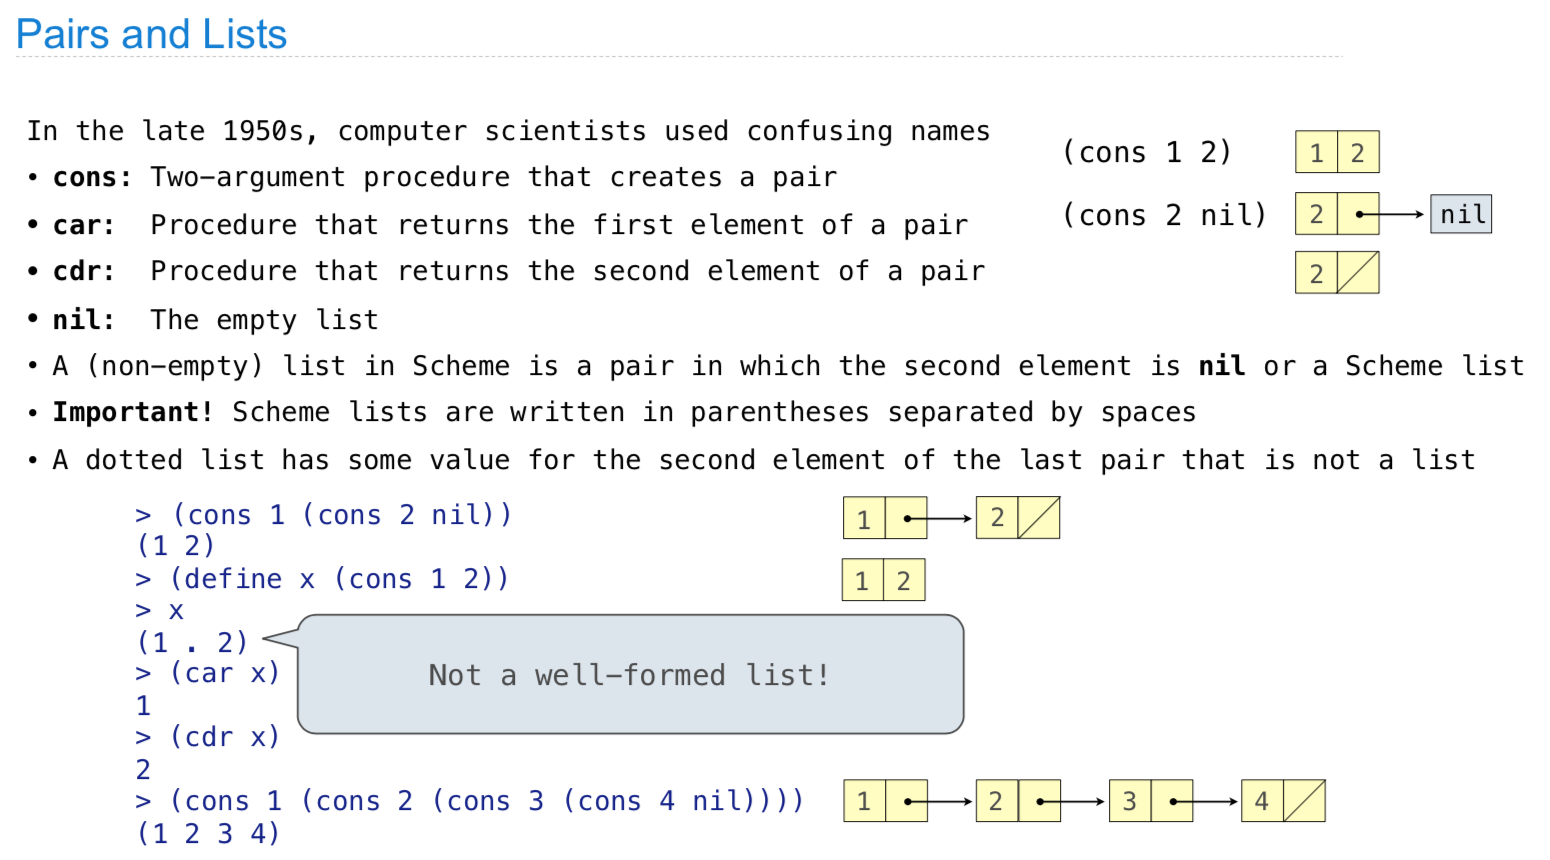 Pairs and Lists
In the late 1950s, computer scientists used confusing names
• cons: Two-argument procedure that creates a pair
• car: Procedure that returns the first element of a pair
• cdr: Procedure that returns the second element of a pair
• nil: The empty list
(cons 1 2) 1 2
(cons 2 nil) 2 nil
2
• A (non-empty) list in Scheme is a pair in which the second element is nil or a Scheme list
• Important! Scheme lists are written in parentheses separated by spaces
• A dotted list has some value for the second element of the last pair that is not a list
> (cons 1 (cons 2 nil)) 1 2
(1 2)
> (define x (cons 1 2)) 1 2
> x
(1 . 2)
Not a well-formed list!
> (car x)
1
> (cdr x)
2
> (cons 1 (cons 2 (cons 3 (cons 4 nil)))) 1 2 3 4
(1 2 3 4)